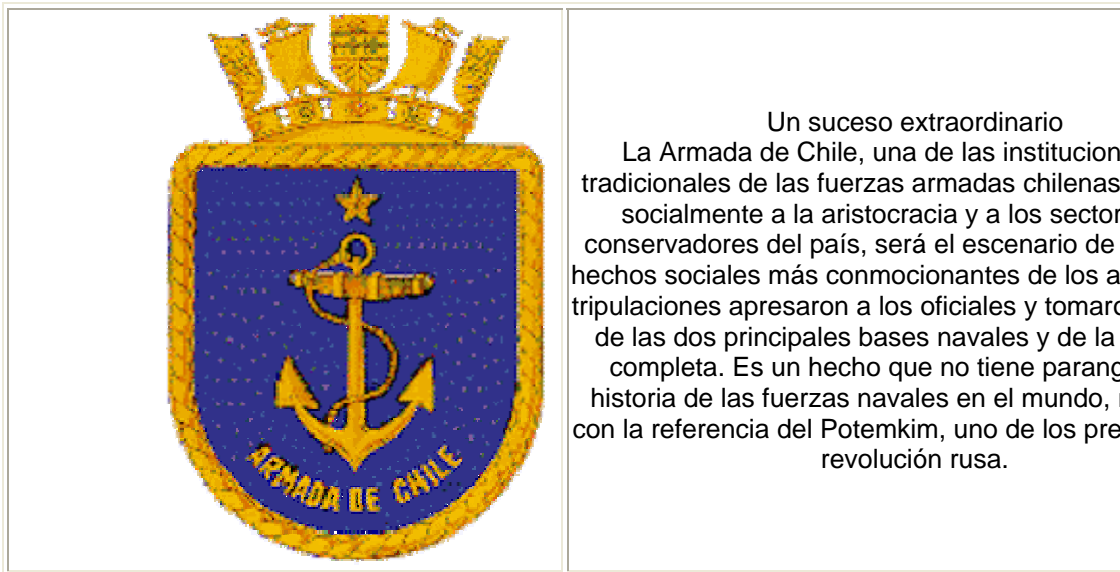 ARMADA DE CHILE
Un suceso extraordinario
La Armada de Chile, una de las institucion
tradicionales de las fuerzas armadas chilenas
socialmente a la aristocracia y a los sector
conservadores del país, será el escenario de
hechos sociales más conmocionantes de los a
tripulaciones apresaron a los oficiales y tomaro
de las dos principales bases navales y de la
completa. Es un hecho que no tiene parang
historia de las fuerzas navales en el mundo,
con la referencia del Potemkim, uno de los pre
revolución rusa.